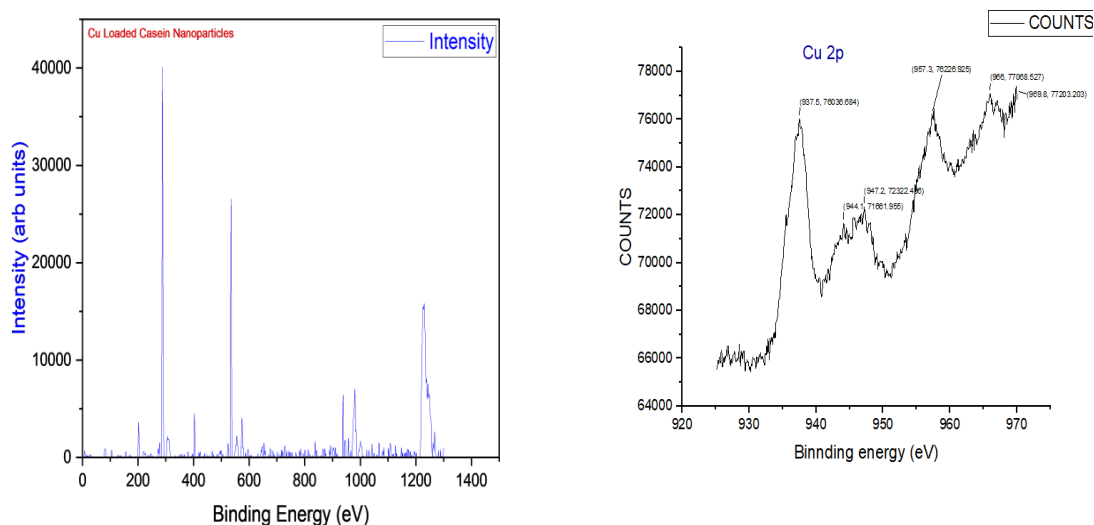 Cu Loaded Casein Nanoparticles
Intensity
40000
30000
20000
10000
0
Intensity (arb units)
0 200 400 600 800 1000 1200 1400
Binding Energy (eV)
COUNTS
Cu 2p
(957.3, 76226.925)
(966, 77068.527)
(969.8, 77203.203)
(937.5, 76036.684)
(947.2, 72322.4
(944.1, 71661.955)
78000
76000
74000
72000
70000
68000
66000
64000
COUNTS
920 930 940 950 960 970
Binnding energy (eV)